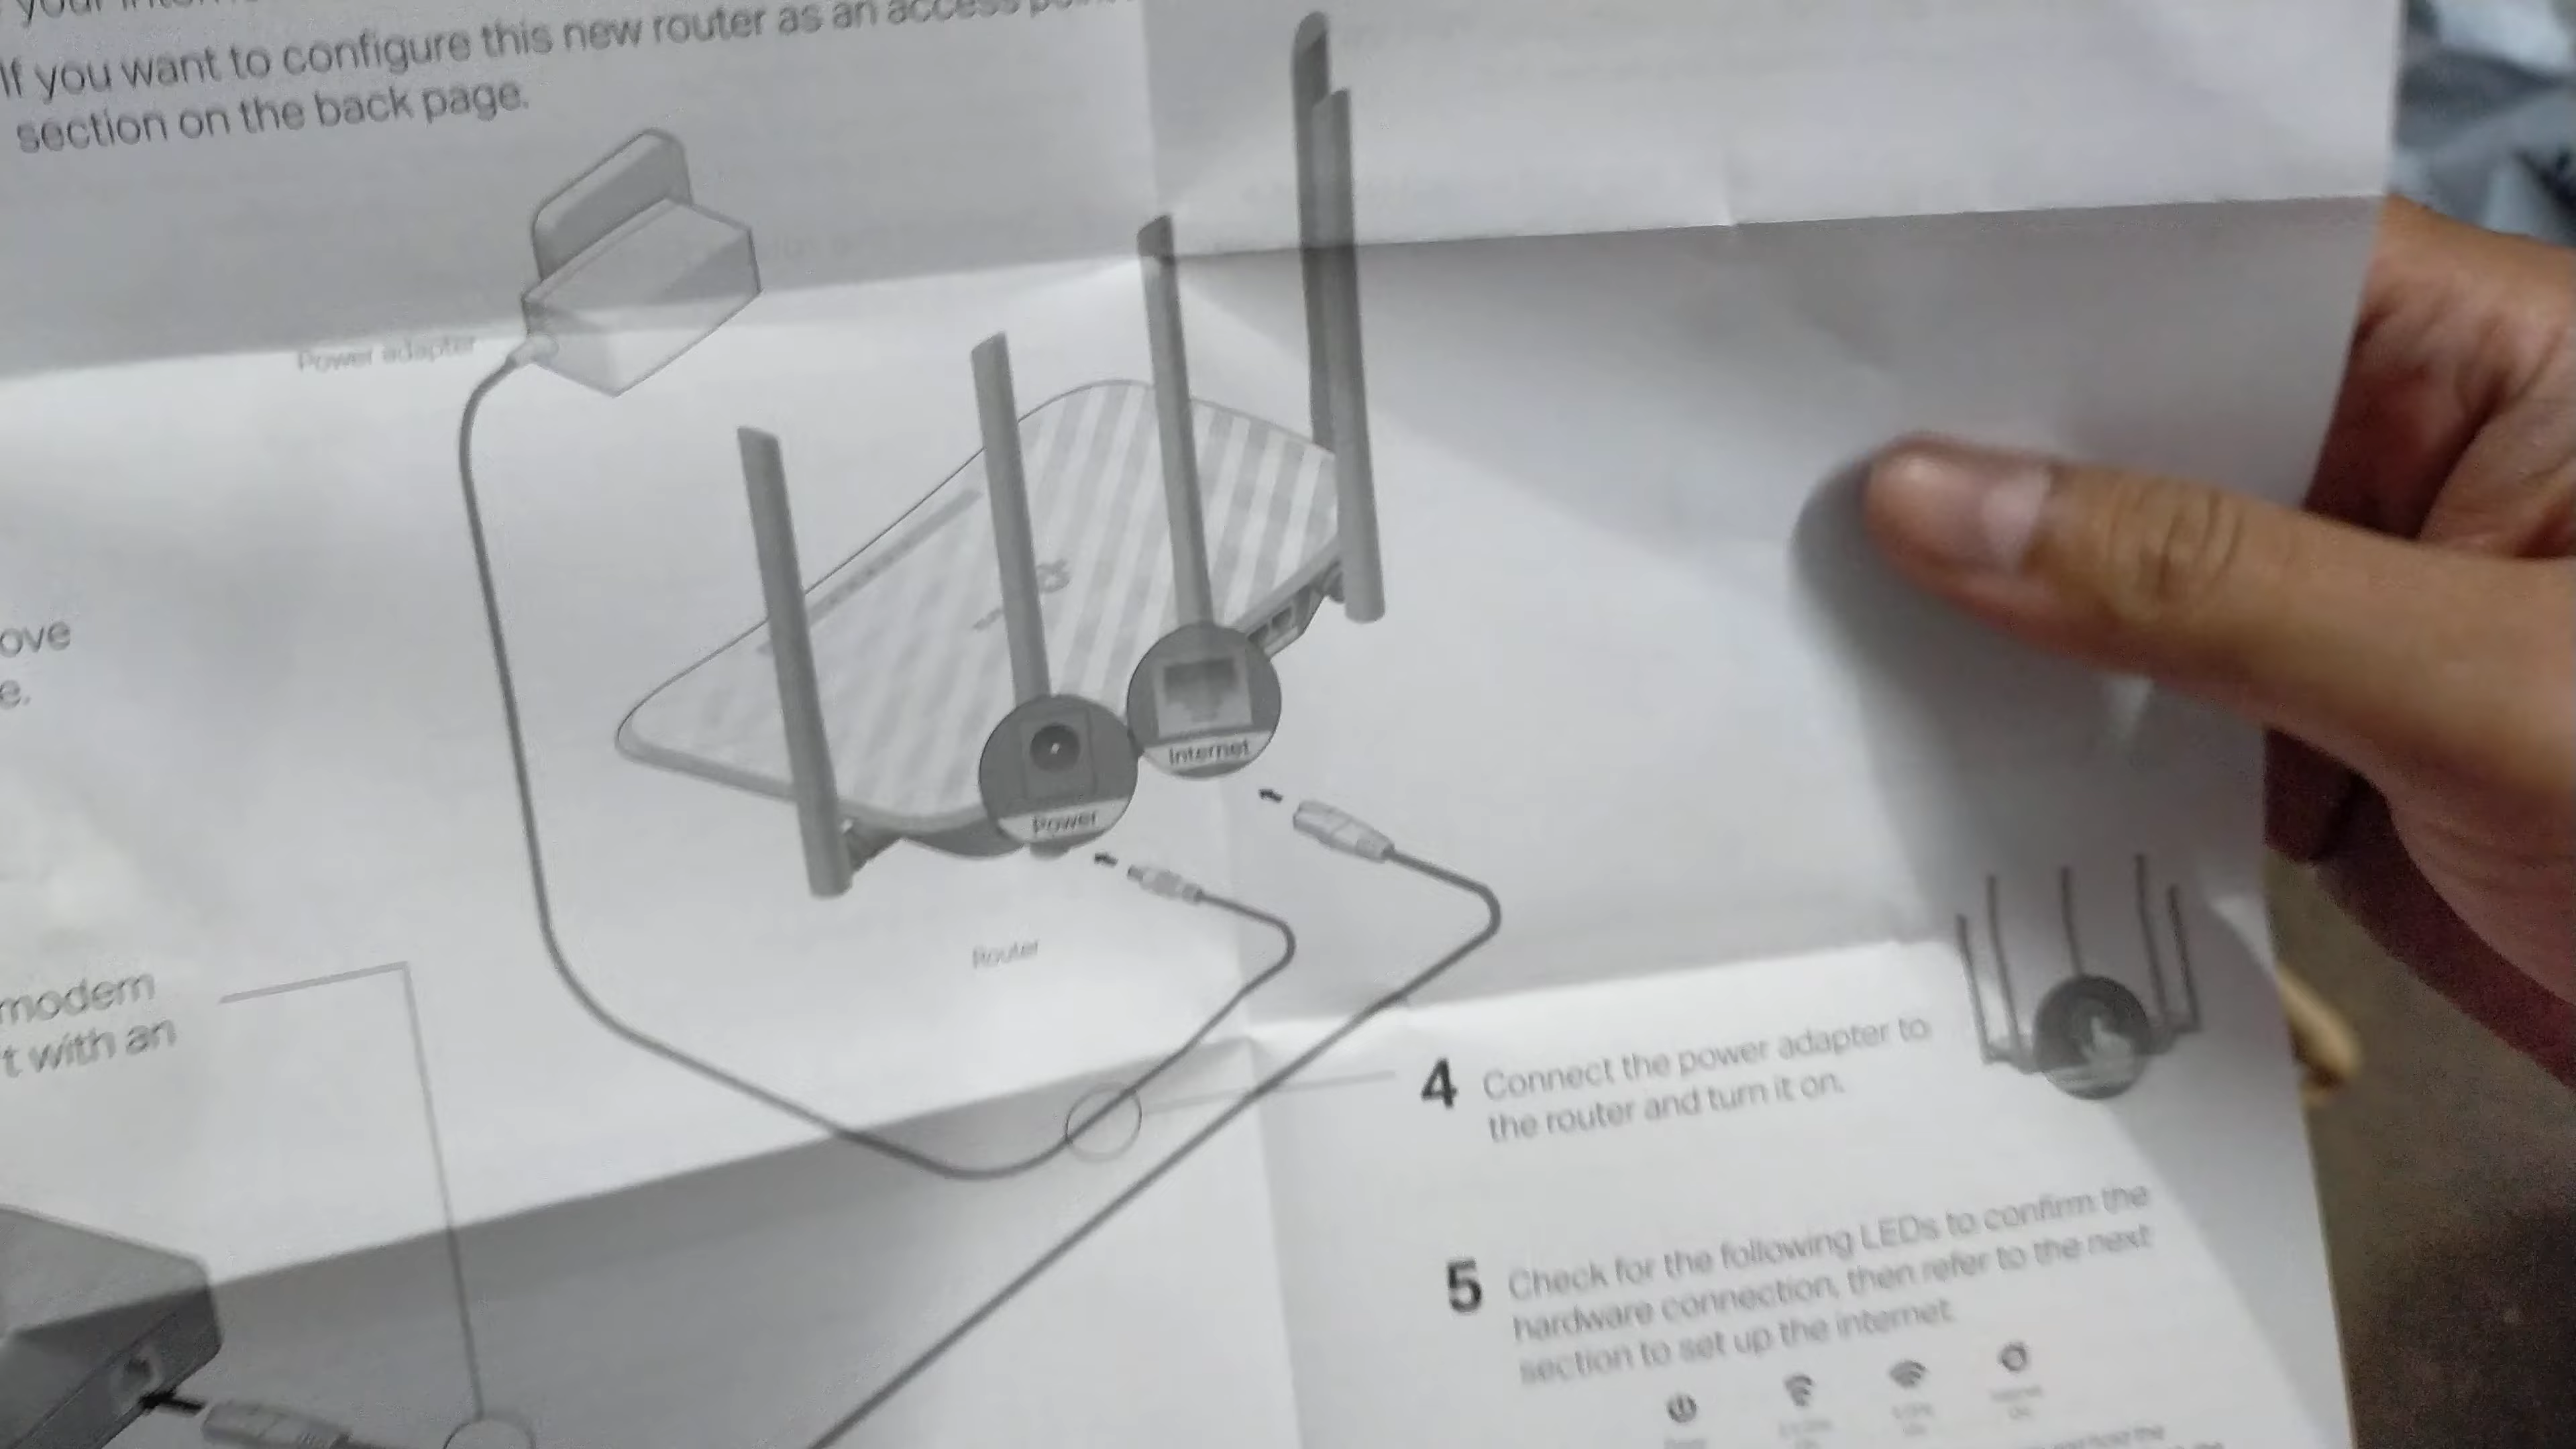 If you want to configure this new router as an access
section on the back page.
Power adapter
ove
e.
Internet
Power
Router
modem
t with an
4 Connect the power adapter to
the router and turn it on.
5 Check for the following LEDs to confirm the
hardware connection, then refer to the next
section to set up the internet.